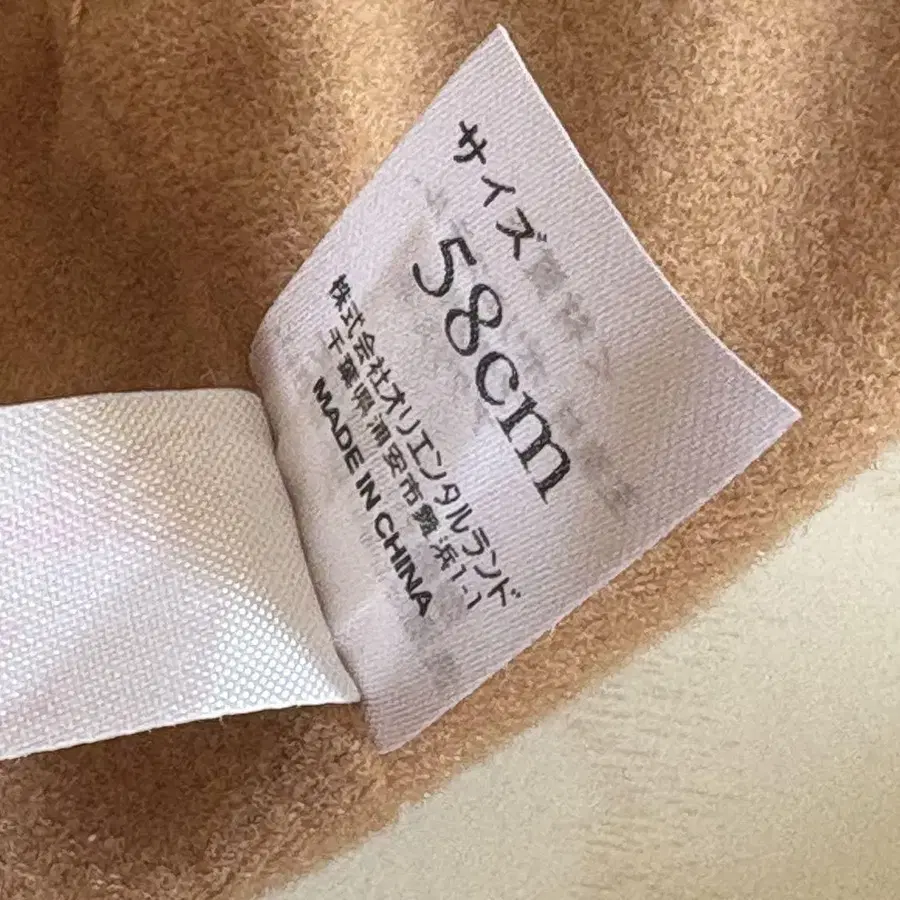 サイズ
58cm
株式会社オリエンタルランド
千葉県浦安市舞浜1-1
MADE IN CHINA